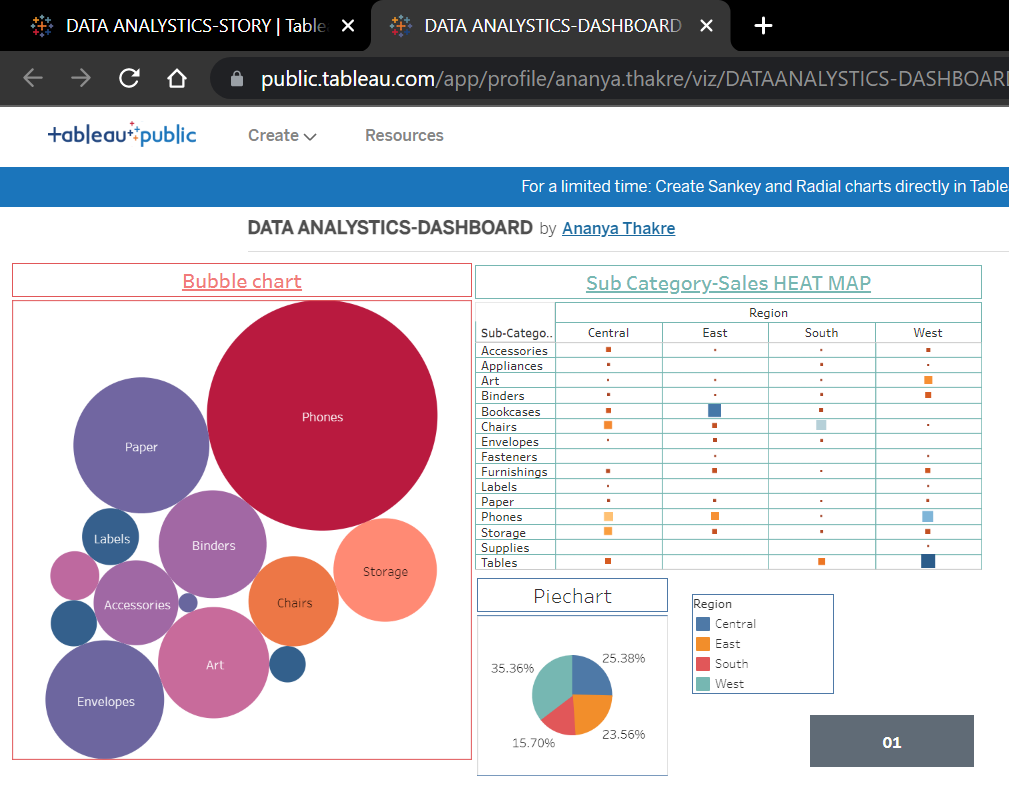 DATA ANALYSTICS-STORY | Table
DATA ANALYSTICS-DASHBOARD
public.tableau.com/app/profile/ananya.thakre/viz/DATAANALYSTICS-DASHBOARD
tableau public
Create
Resources
For a limited time: Create Sankey and Radial charts directly in Table
DATA ANALYSTICS-DASHBOARD by Ananya Thakre
Bubble chart
Phones
Paper
Labels
Binders
Storage
Accessories
Chairs
Art
Envelopes
Sub Category-Sales HEAT MAP
Region
Sub-Catego..
Central
East
South
West
Accessories
Appliances
Art
Binders
Bookcases
Chairs
Envelopes
Fasteners
Furnishings
Labels
Paper
Phones
Storage
Supplies
Tables
Piechart
35.36%
25.38%
15.70%
23.56%
Region
Central
East
South
West
01